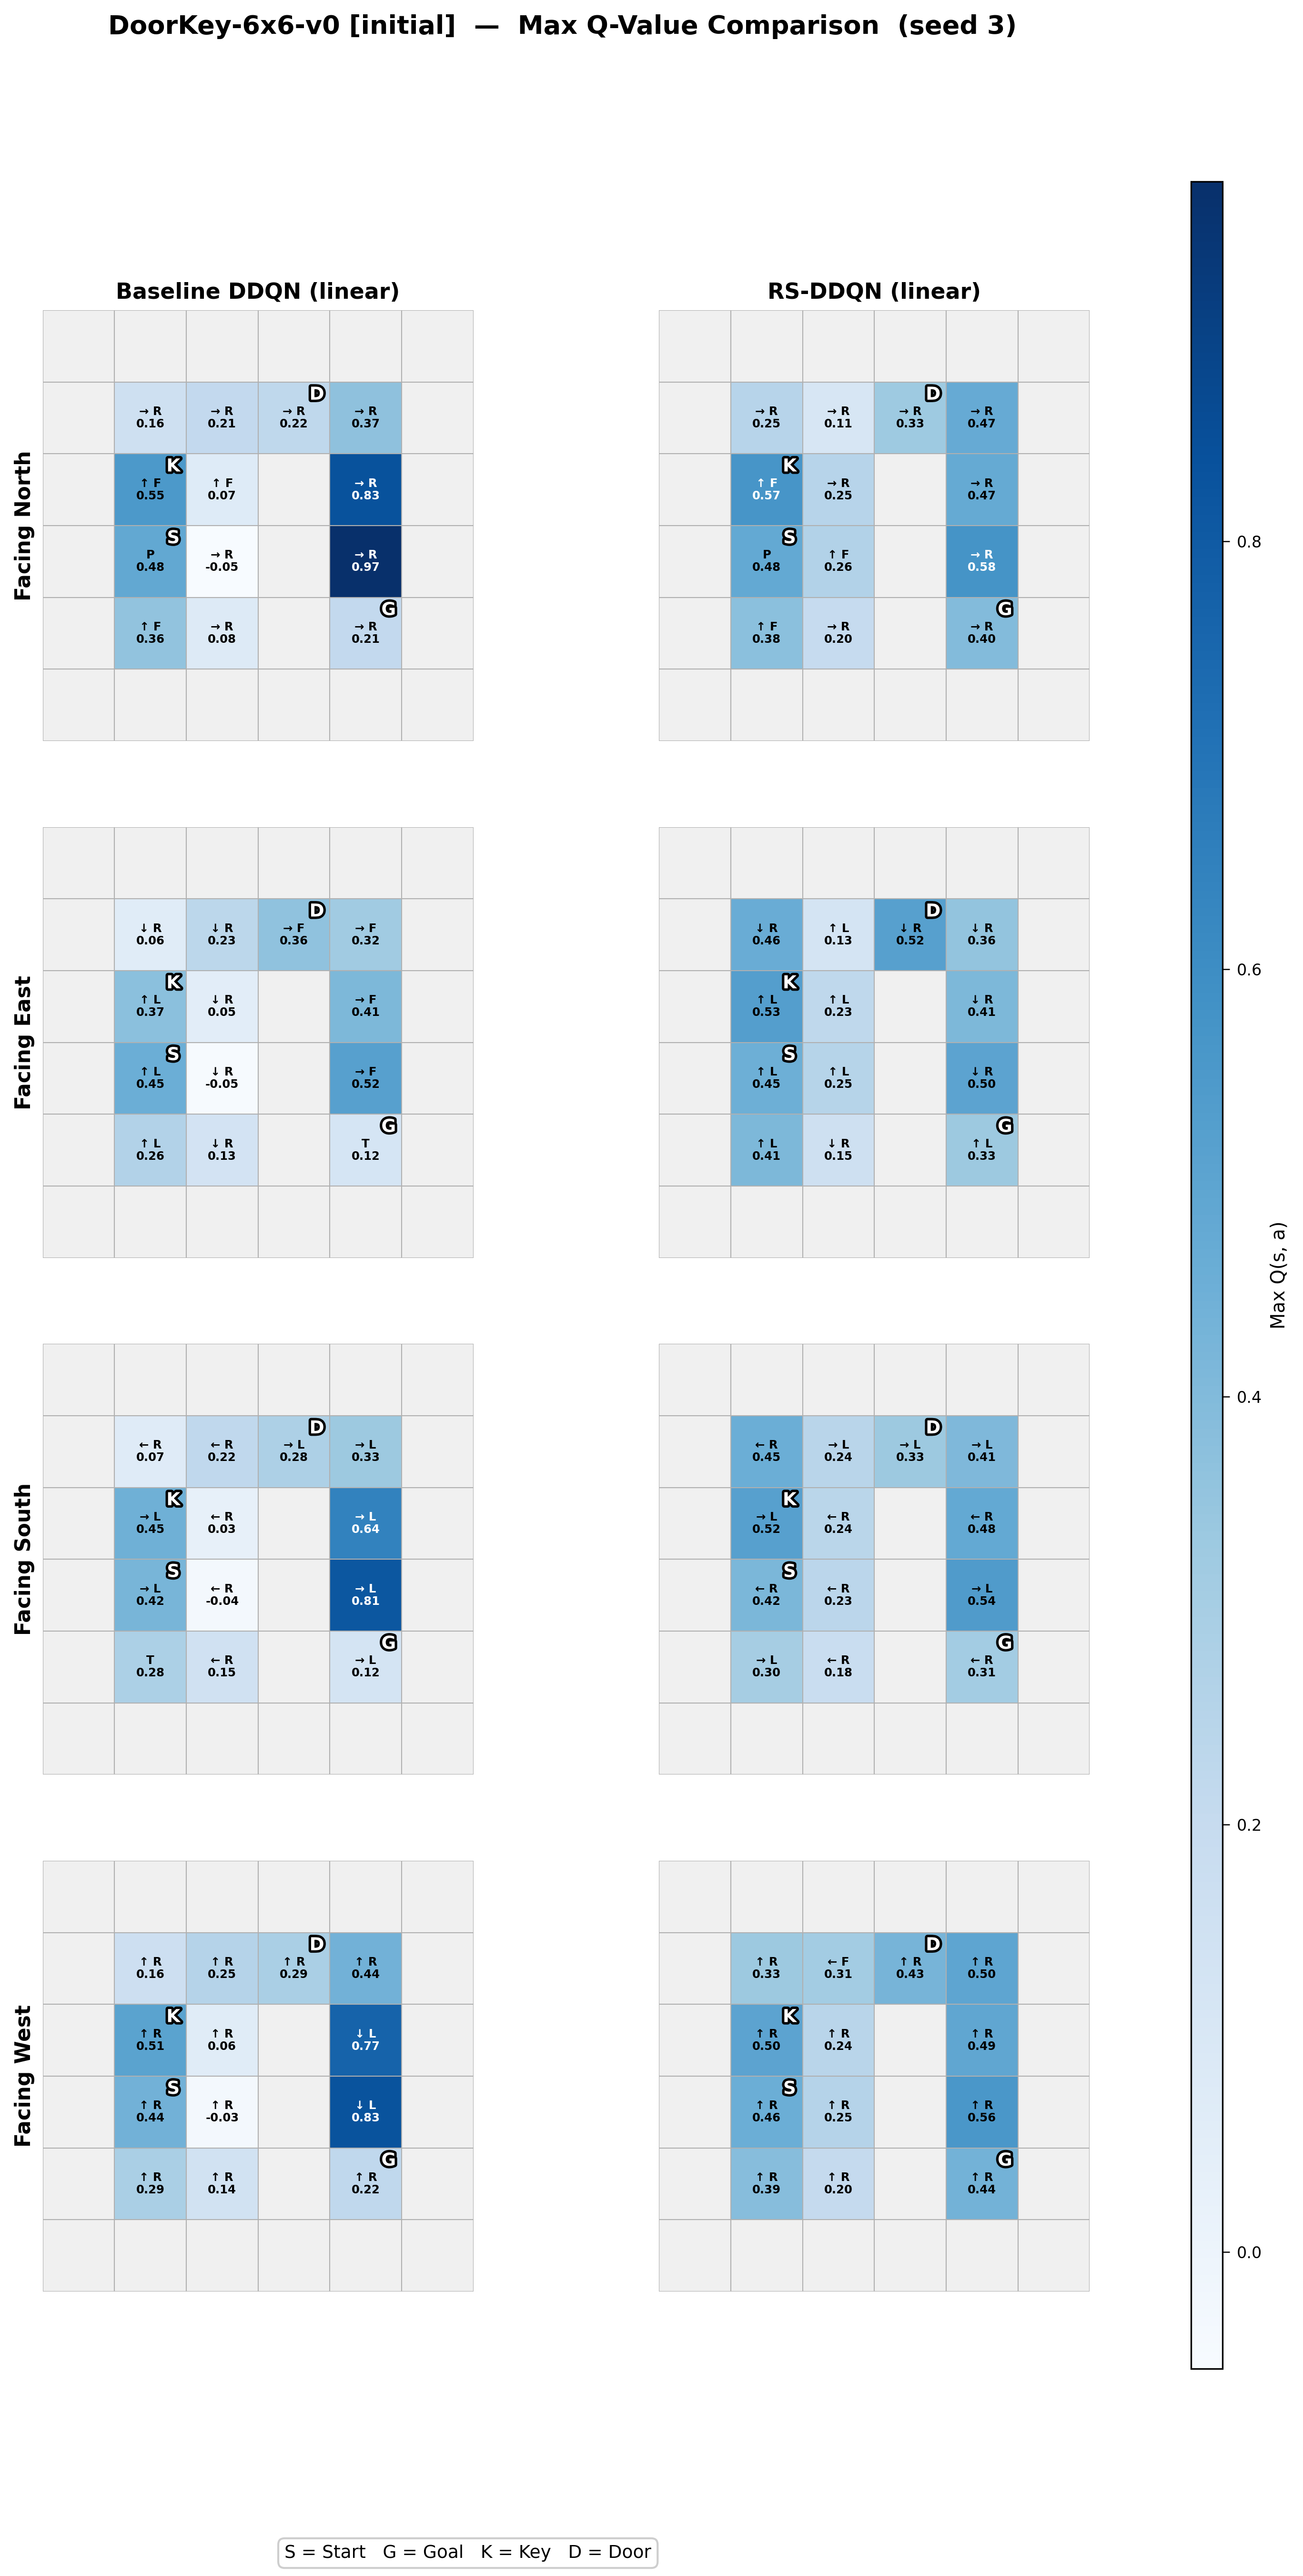 DoorKey-6x6-v0 [initial] — Max Q-Value Comparison (seed 3)
Baseline DDQN (linear)
RS-DDQN (linear)
Facing North
D
→ R → R → R → R
0.16 0.21 0.22 0.37
K
↑ F ↑ F → R
0.55 0.07 0.83
S
P → R → R
0.48 -0.05 0.97
G
↑ F → R → R
0.36 0.08 0.21
D
→ R → R → R → R
0.25 0.11 0.33 0.47
K
↑ F → R → R
0.57 0.25 0.47
S
P ↑ F → R
0.48 0.26 0.58
G
↑ F → R → R
0.38 0.20 0.40
Facing East
D
↓ R ↓ R → F → F
0.06 0.23 0.36 0.32
K
↑ L ↓ R → F
0.37 0.05 0.41
S
↑ L ↓ R → F
0.45 -0.05 0.52
G
↑ L ↓ R T
0.26 0.13 0.12
D
↓ R ↑ L ↓ R ↓ R
0.46 0.13 0.52 0.36
K
↑ L ↑ L ↓ R
0.53 0.23 0.41
S
↑ L ↑ L ↓ R
0.45 0.25 0.50
G
↑ L ↓ R ↑ L
0.41 0.15 0.33
Facing South
D
← R ← R → L → L
0.07 0.22 0.28 0.33
K
→ L ← R → L
0.45 0.03 0.64
S
→ L ← R → L
0.42 -0.04 0.81
G
T ← R → L
0.28 0.15 0.12
D
← R → L → L → L
0.45 0.24 0.33 0.41
K
→ L ← R ← R
0.52 0.24 0.48
S
← R ← R → L
0.42 0.23 0.54
G
→ L ← R ← R
0.30 0.18 0.31
Facing West
D
↑ R ↑ R ↑ R ↑ R
0.16 0.25 0.29 0.44
K
↑ R ↑ R ↓ L
0.51 0.06 0.77
S
↑ R ↑ R ↓ L
0.44 -0.03 0.83
G
↑ R ↑ R ↑ R
0.29 0.14 0.22
D
↑ R ← F ↑ R ↑ R
0.33 0.31 0.43 0.50
K
↑ R ↑ R ↑ R
0.50 0.24 0.49
S
↑ R ↑ R ↑ R
0.46 0.25 0.56
G
↑ R ↑ R ↑ R
0.39 0.20 0.44
0.8
0.6
0.4
0.2
0.0
Max Q(s, a)
S = Start G = Goal K = Key D = Door